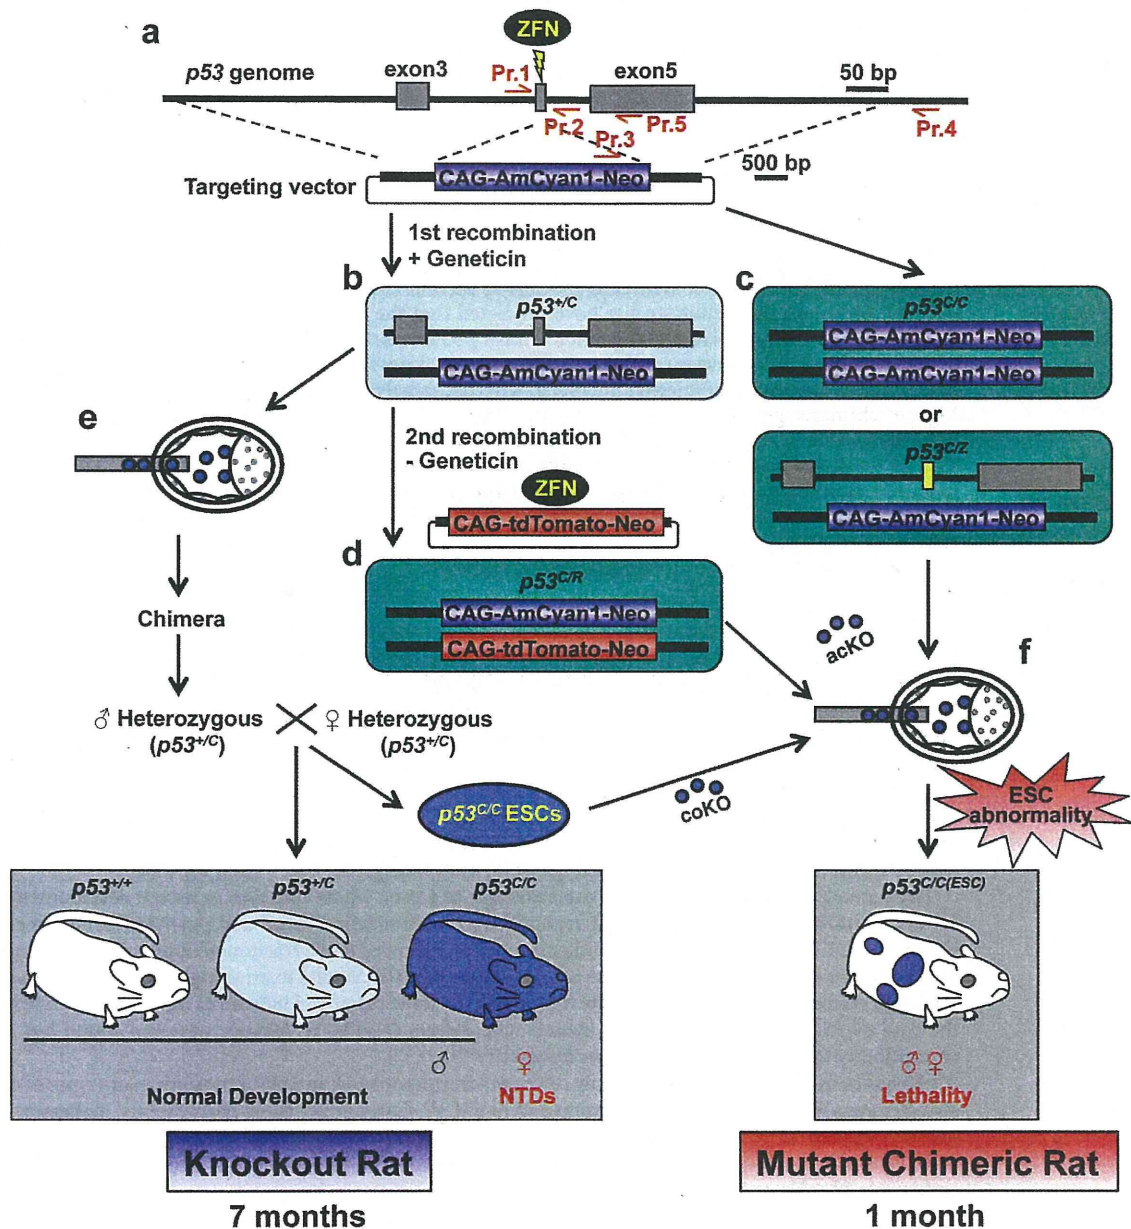 a
ZFN
p53 genome
exon3
Pr.1
exon5
50 bp
Pr.2
Pr.3
Pr.5
Pr.4
Targeting vector
CAG-AmCyan1-Neo
500 bp
1st recombination
+ Geneticin
b
p53+/C
CAG-AmCyan1-Neo
c
p53C/C
CAG-AmCyan1-Neo
CAG-AmCyan1-Neo
or
p53C/Z
CAG-AmCyan1-Neo
e
2nd recombination
- Geneticin
ZFN
CAG-tdTomato-Neo
d
p53C/R
CAG-AmCyan1-Neo
CAG-tdTomato-Neo
Chimera
acKO
f
♂ Heterozygous
(p53+/C)
♀ Heterozygous
(p53+/C)
p53C/C ESCs
coKO
ESC
abnormality
p53+/+
p53+/C
p53C/C
p53C/C(ESC)
♂
♀
Normal Development
NTDs
♂♀
Lethality
Knockout Rat
Mutant Chimeric Rat
7 months
1 month